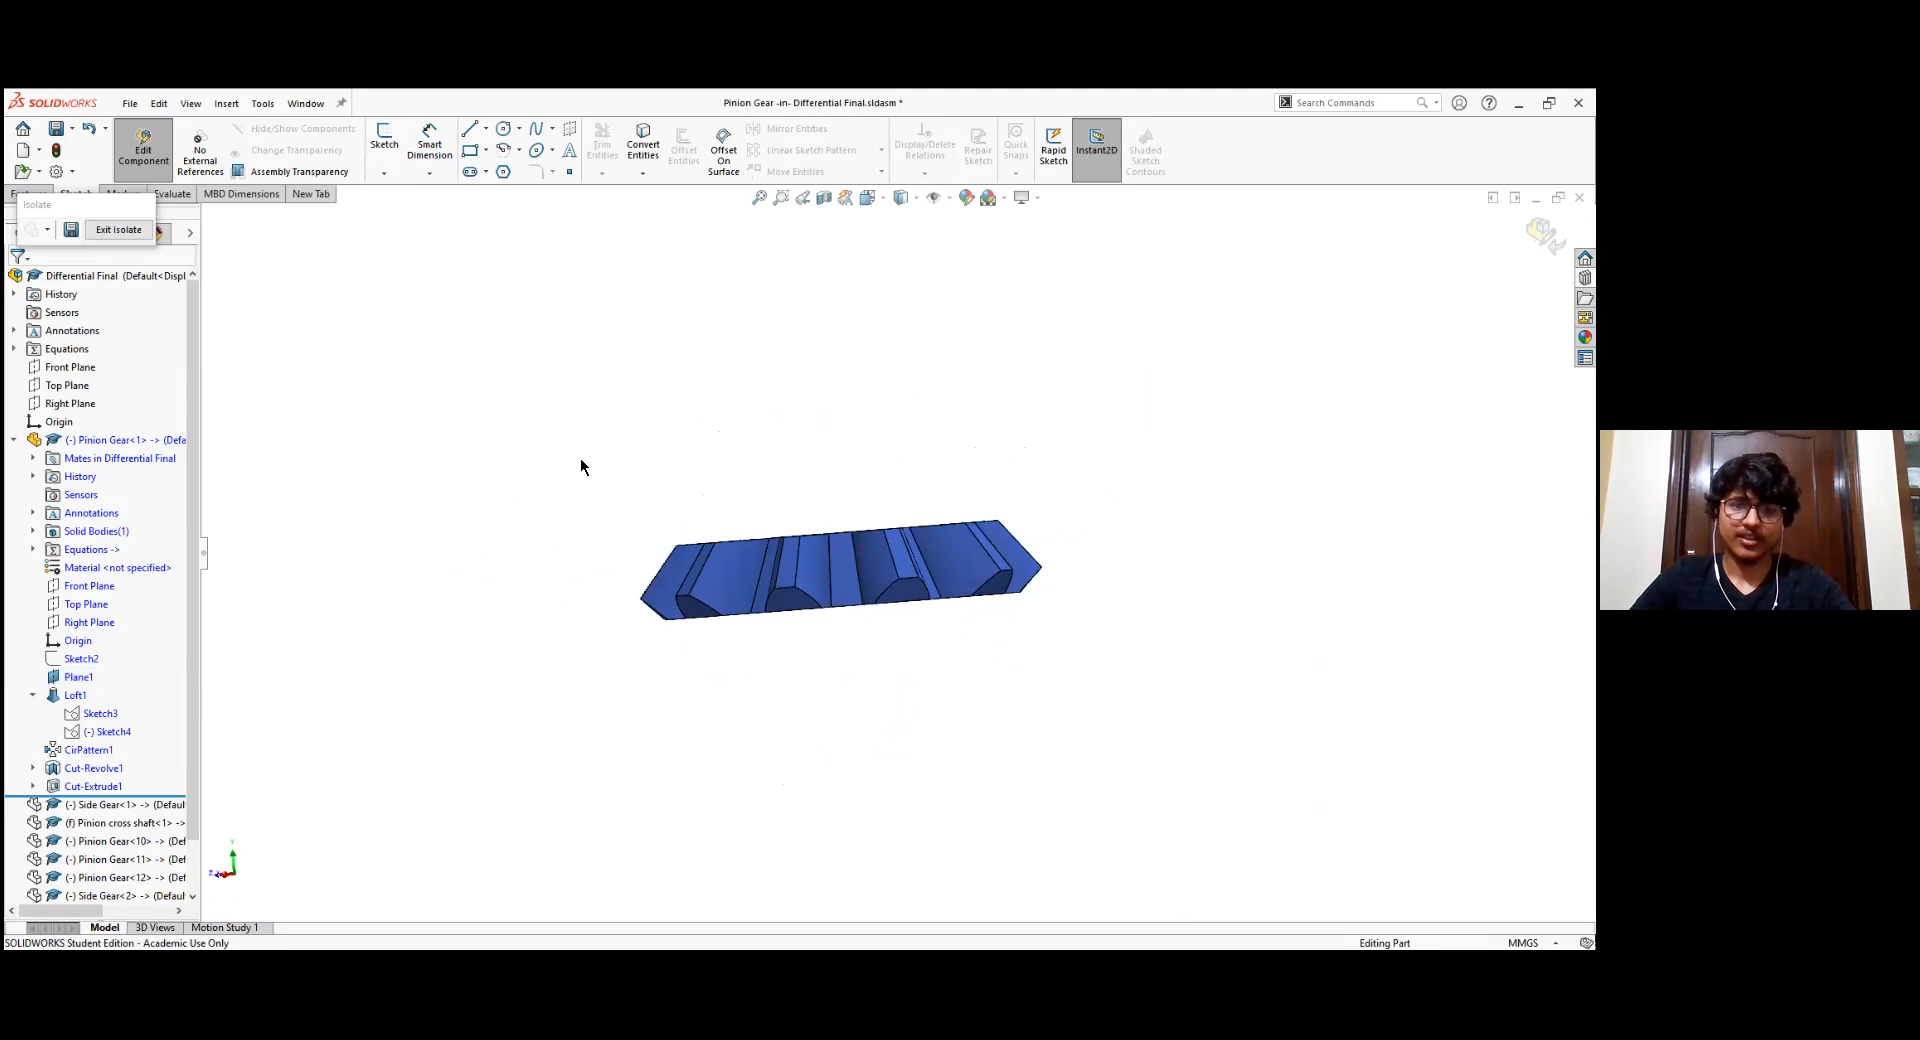 SOLIDWORKS File Edit View Insert Tools Window Pinion Gear -in- Differential Final.sldasm * Search Commands
Edit Component
No External References
Hide/Show Components
Change Transparency
Assembly Transparency
Sketch
Smart Dimension
Trim Entities
Convert Entities
Offset Entities
Offset On Surface
Mirror Entities
Linear Sketch Pattern
Move Entities
Display/Delete Relations
Repair Sketch
Quick Snaps
Rapid Sketch
Instant2D
Shaded Sketch Contours
Evaluate MBD Dimensions New Tab
Isolate
Exit Isolate
Differential Final (Default<Displ
History
Sensors
Annotations
Equations
Front Plane
Top Plane
Right Plane
Origin
(-) Pinion Gear<1> -> (Defa
Mates in Differential Final
History
Sensors
Annotations
Solid Bodies(1)
Equations ->
Material <not specified>
Front Plane
Top Plane
Right Plane
Origin
Sketch2
Plane1
Loft1
Sketch3
(-) Sketch4
CirPattern1
Cut-Revolve1
Cut-Extrude1
(-) Side Gear<1> -> (Defaul
(f) Pinion cross shaft<1> ->
(-) Pinion Gear<10> -> (Def
(-) Pinion Gear<11> -> (Def
(-) Pinion Gear<12> -> (Def
(-) Side Gear<2> -> (Defaul
Y
Z
Model 3D Views Motion Study 1
SOLIDWORKS Student Edition - Academic Use Only Editing Part MMGS